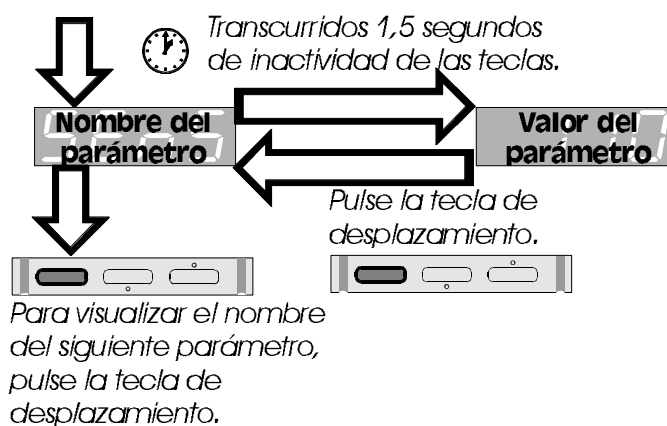 Transcurridos 1,5 segundos
de inactividad de las teclas.
Nombre del
parámetro
Valor del
parámetro
Pulse la tecla de
desplazamiento.
Para visualizar el nombre
del siguiente parámetro,
pulse la tecla de
desplazamiento.